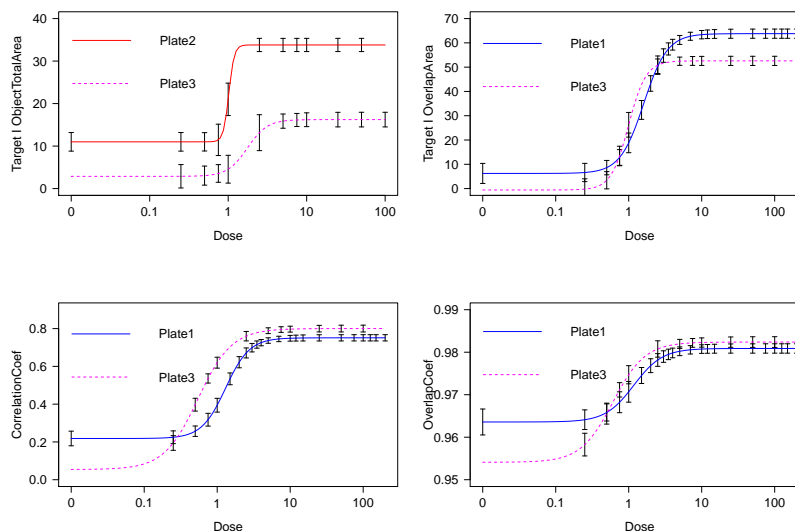 Target I ObjectTotalArea
40
30
20
10
0
Plate2
Plate3
0 0.1 1 10 100
Dose
Target I OverlapArea
70
60
50
40
30
20
10
0
Plate1
Plate3
0 0.1 1 10 100
Dose
CorrelationCoef
0.8
0.6
0.4
0.2
0.0
Plate1
Plate3
0 0.1 1 10 100
Dose
OverlapCoef
0.99
0.98
0.97
0.96
0.95
Plate1
Plate3
0 0.1 1 10 100
Dose